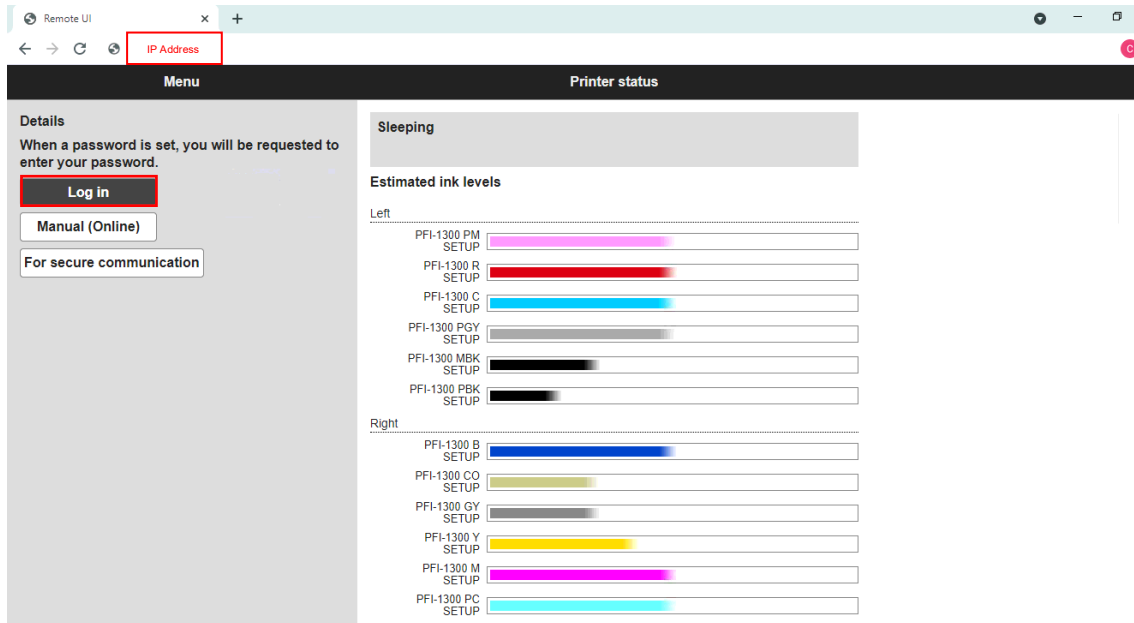 Remote UI
IP Address
Menu
Printer status
Details
When a password is set, you will be requested to
enter your password.
Log in
Manual (Online)
For secure communication
Sleeping
Estimated ink levels
Left
PFI-1300 PM
SETUP
PFI-1300 R
SETUP
PFI-1300 C
SETUP
PFI-1300 PGY
SETUP
PFI-1300 MBK
SETUP
PFI-1300 PBK
SETUP
Right
PFI-1300 B
SETUP
PFI-1300 CO
SETUP
PFI-1300 GY
SETUP
PFI-1300 Y
SETUP
PFI-1300 M
SETUP
PFI-1300 PC
SETUP
C